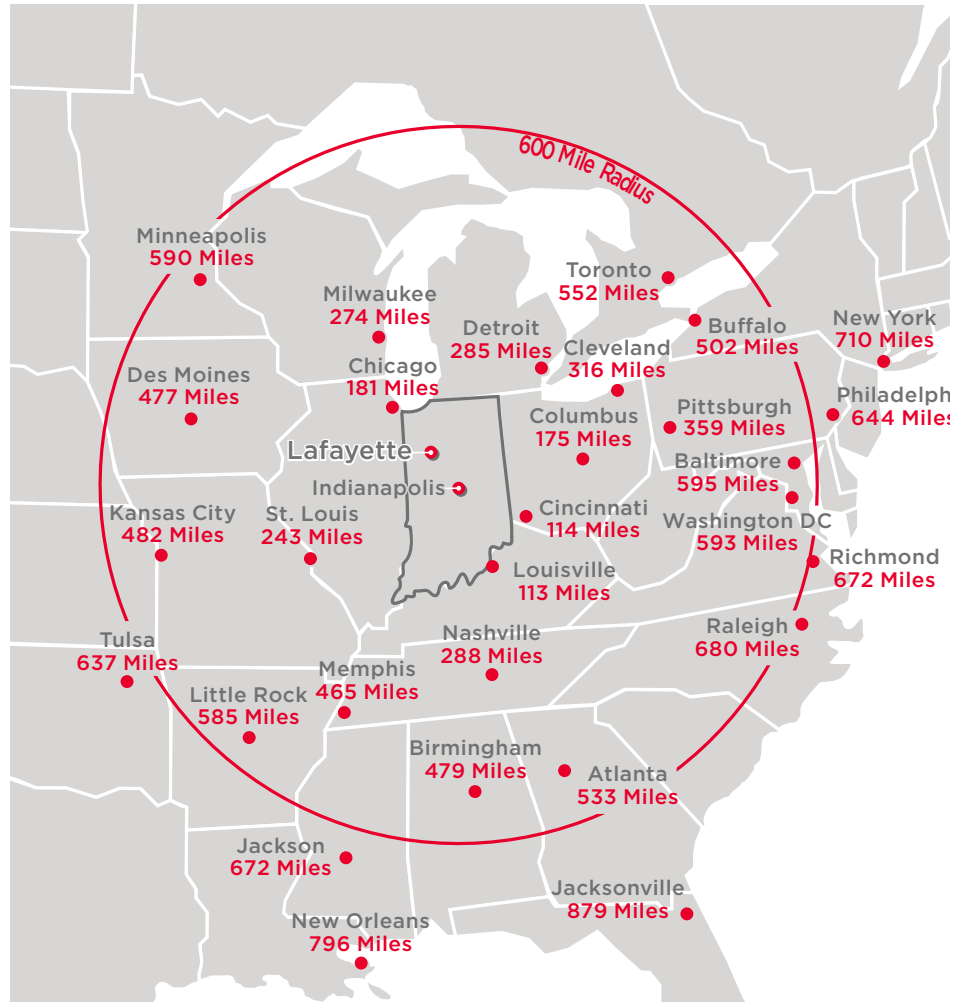 600 Mile Radius
Minneapolis
590 Miles
Toronto
552 Miles
Milwaukee
274 Miles
Detroit
285 Miles
Cleveland
316 Miles
Buffalo
502 Miles
New York
710 Miles
Des Moines
477 Miles
Chicago
181 Miles
Columbus
175 Miles
Pittsburgh
359 Miles
Philadelph
644 Miles
Lafayette
Indianapolis
Baltimore
595 Miles
Kansas City
482 Miles
St. Louis
243 Miles
Cincinnati
114 Miles
Washington DC
593 Miles
Louisville
113 Miles
Richmond
672 Miles
Tulsa
637 Miles
Nashville
288 Miles
Raleigh
680 Miles
Memphis
465 Miles
Little Rock
585 Miles
Birmingham
479 Miles
Atlanta
533 Miles
Jackson
672 Miles
Jacksonville
879 Miles
New Orleans
796 Miles